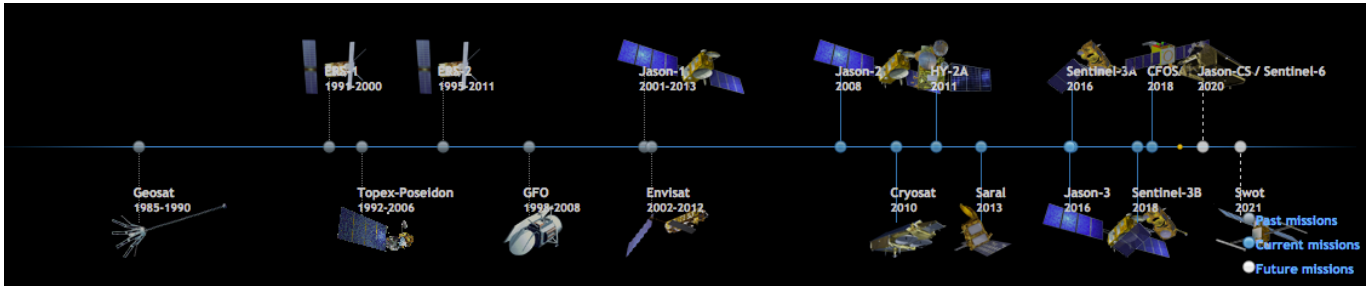 ERS-1
1991-2000
ERS-2
1995-2011
Jason-1
2001-2013
Jason-2
2008
HY-2A
2011
Sentinel-3A
2016
CFOSA
2018
Jason-CS / Sentinel-6
2020
Geosat
1985-1990
Topex-Poseidon
1992-2006
GFO
1998-2008
Envisat
2002-2012
Cryosat
2010
Saral
2013
Jason-3
2016
Sentinel-3B
2018
Swot
2021
Past missions
Current missions
Future missions